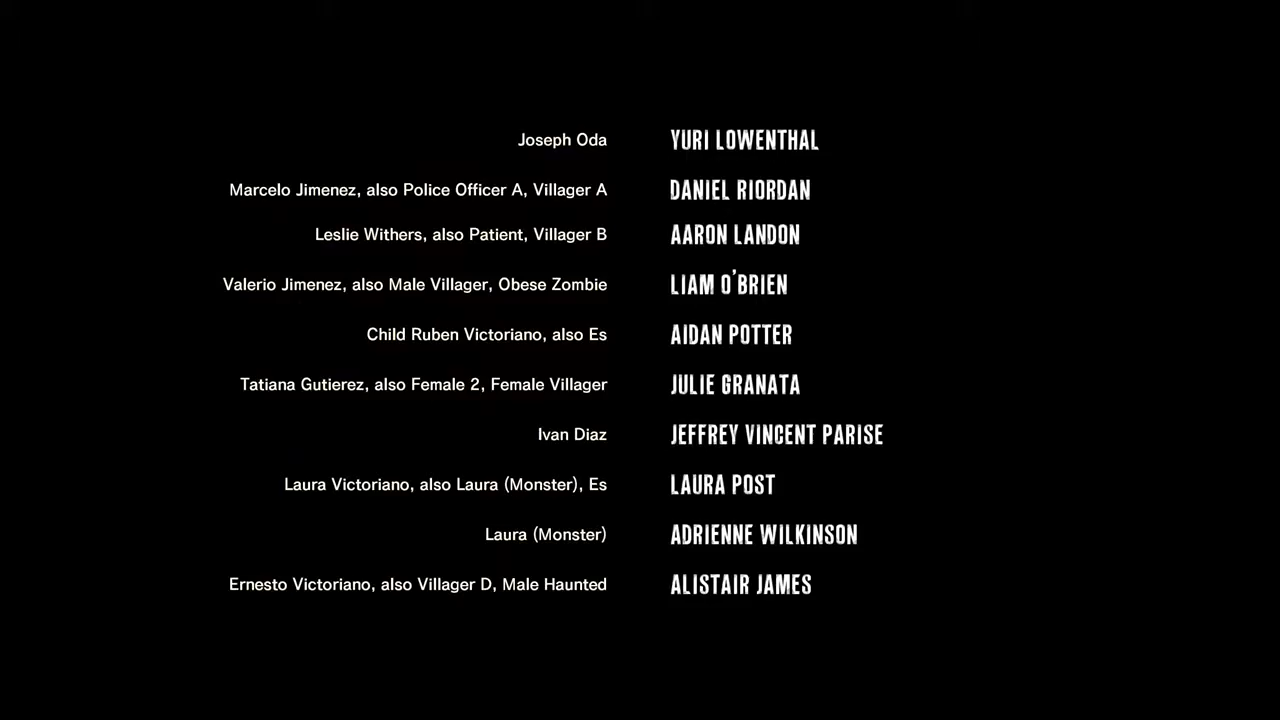 Joseph Oda YURI LOWENTHAL
Marcelo Jimenez, also Police Officer A, Villager A DANIEL RIORDAN
Leslie Withers, also Patient, Villager B AARON LANDON
Valerio Jimenez, also Male Villager, Obese Zombie LIAM O'BRIEN
Child Ruben Victoriano, also Es AIDAN POTTER
Tatiana Gutierez, also Female 2, Female Villager JULIE GRANATA
Ivan Diaz JEFFREY VINCENT PARISE
Laura Victoriano, also Laura (Monster), Es LAURA POST
Laura (Monster) ADRIENNE WILKINSON
Ernesto Victoriano, also Villager D, Male Haunted ALISTAIR JAMES